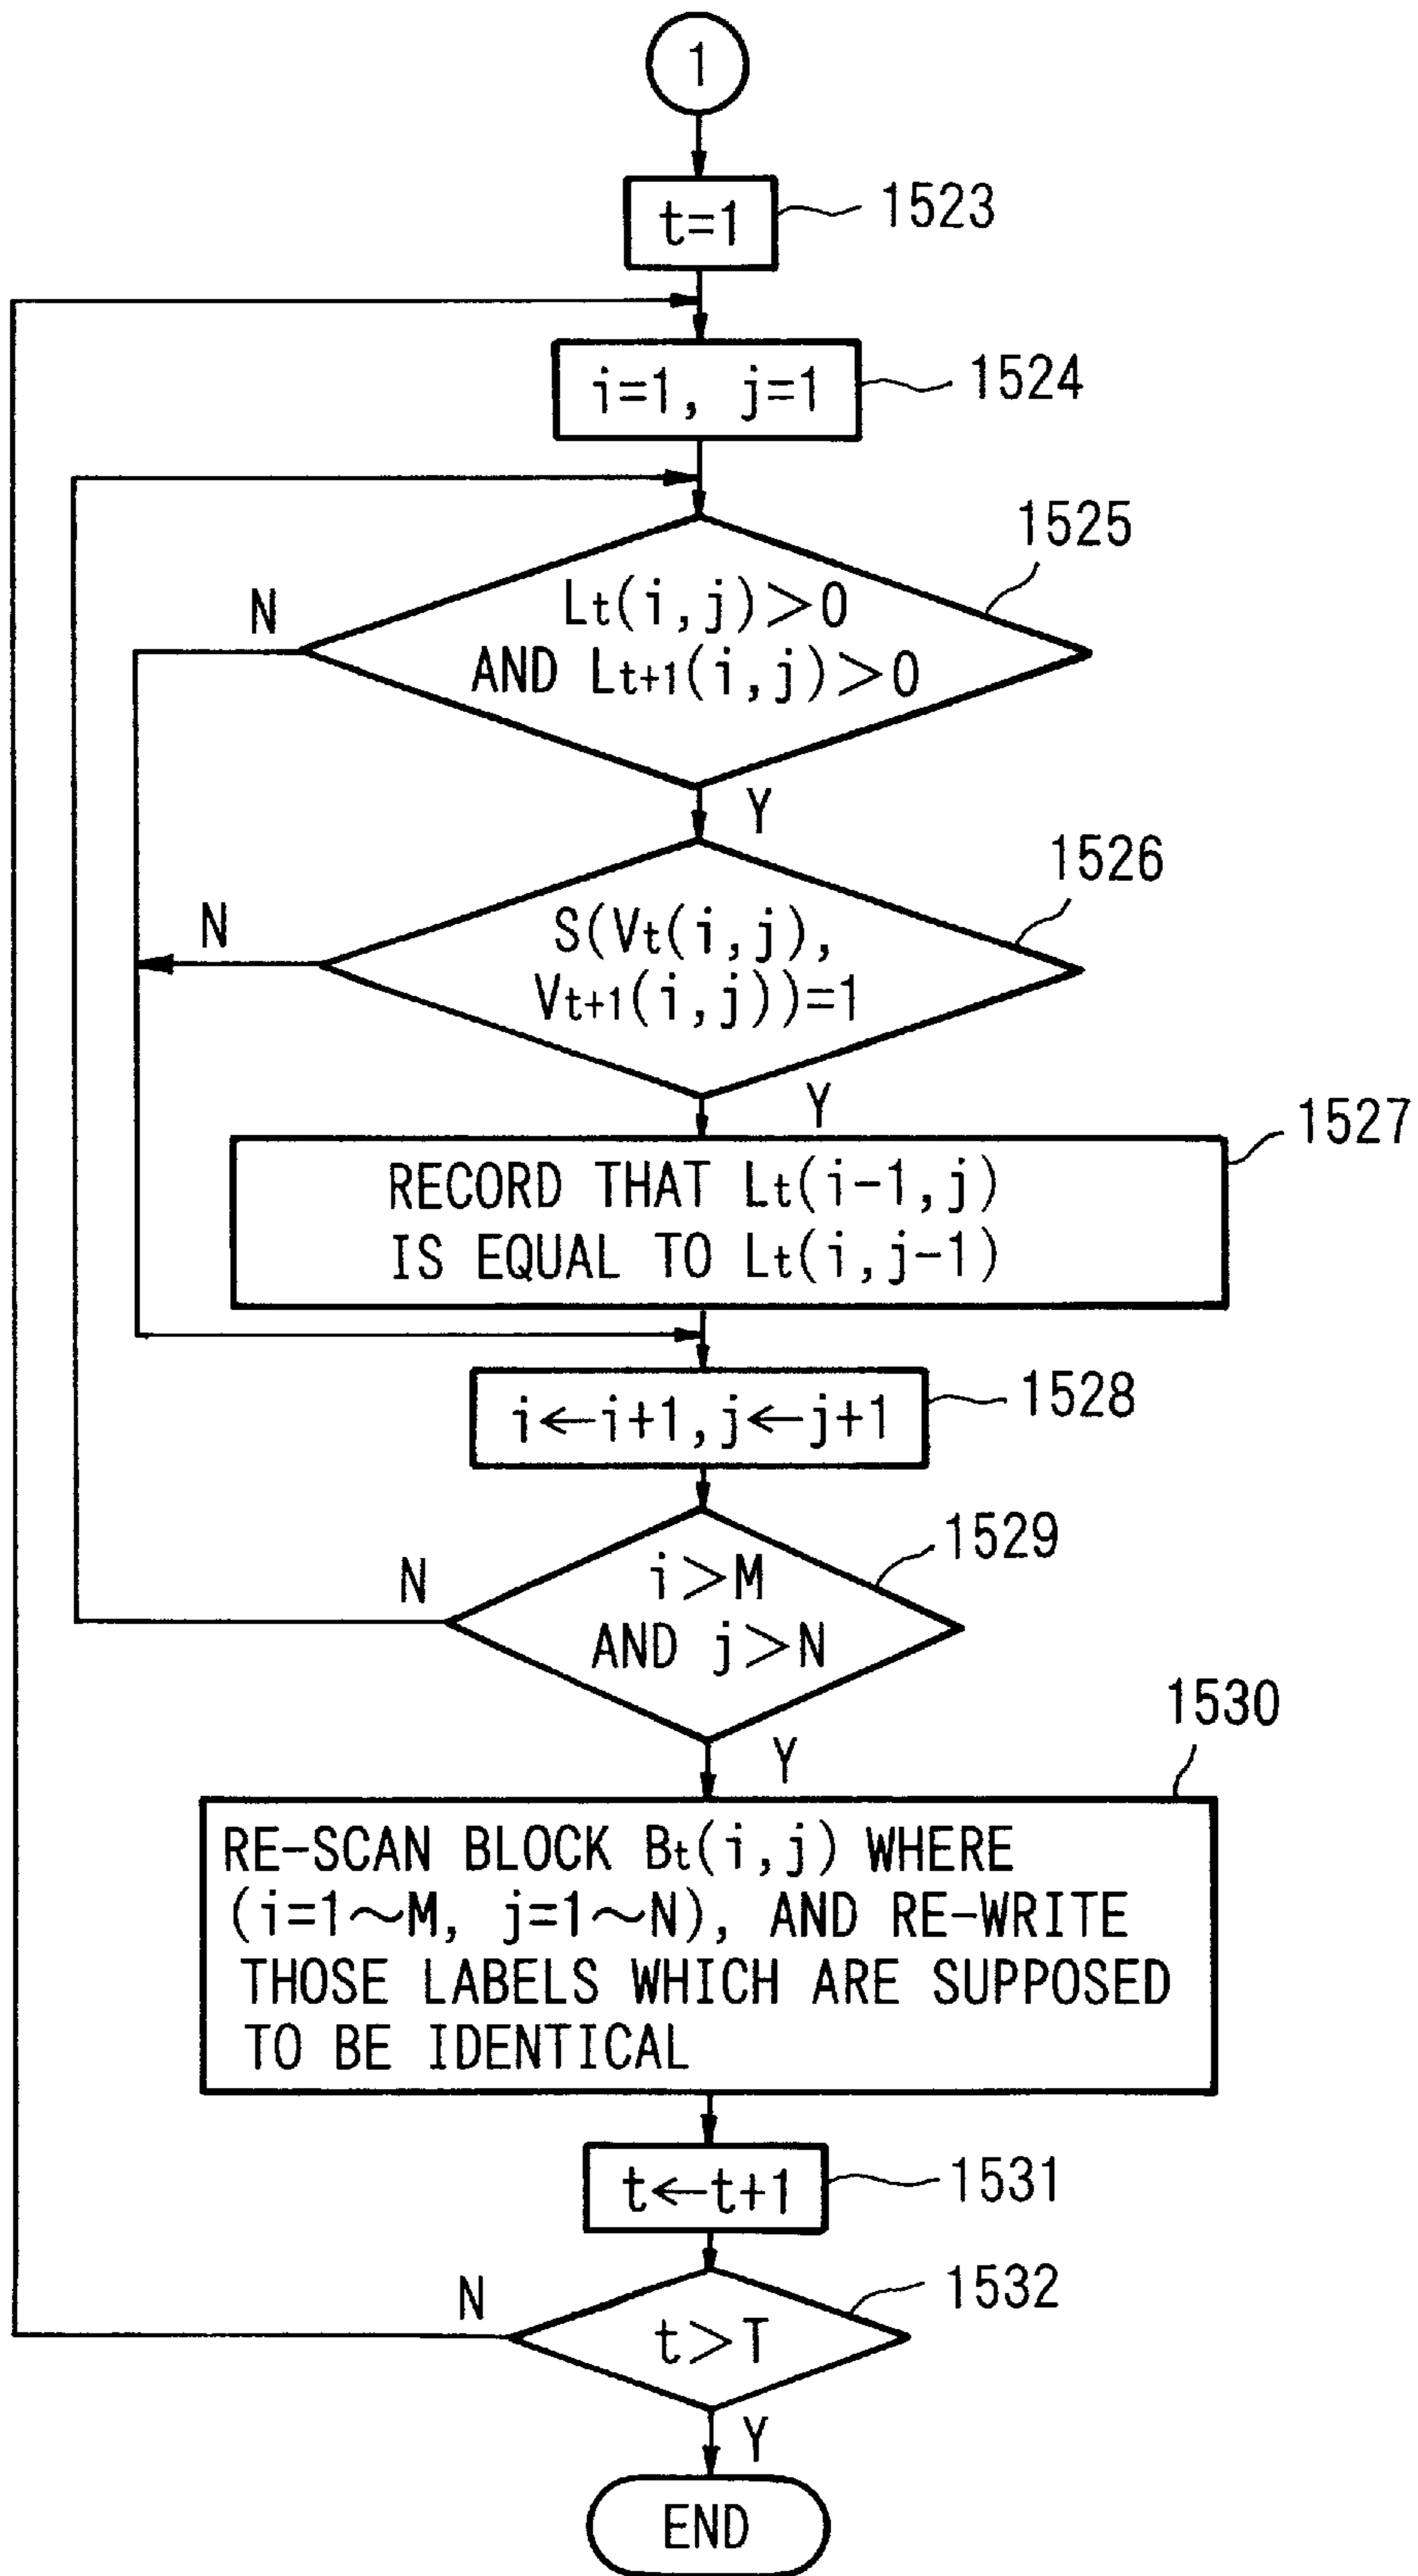 1
t=1
1523
i=1, j=1
1524
1525
N
Lt(i,j)>0
AND Lt+1(i,j)>0
Y
1526
N
S(Vt(i,j),
Vt+1(i,j))=1
Y
1527
RECORD THAT Lt(i-1,j)
IS EQUAL TO Lt(i,j-1)
i←i+1,j←j+1
1528
1529
N
i>M
AND j>N
Y
1530
RE-SCAN BLOCK Bt(i,j) WHERE
(i=1~M, j=1~N), AND RE-WRITE
THOSE LABELS WHICH ARE SUPPOSED
TO BE IDENTICAL
t←t+1
1531
1532
N
t>T
Y
END